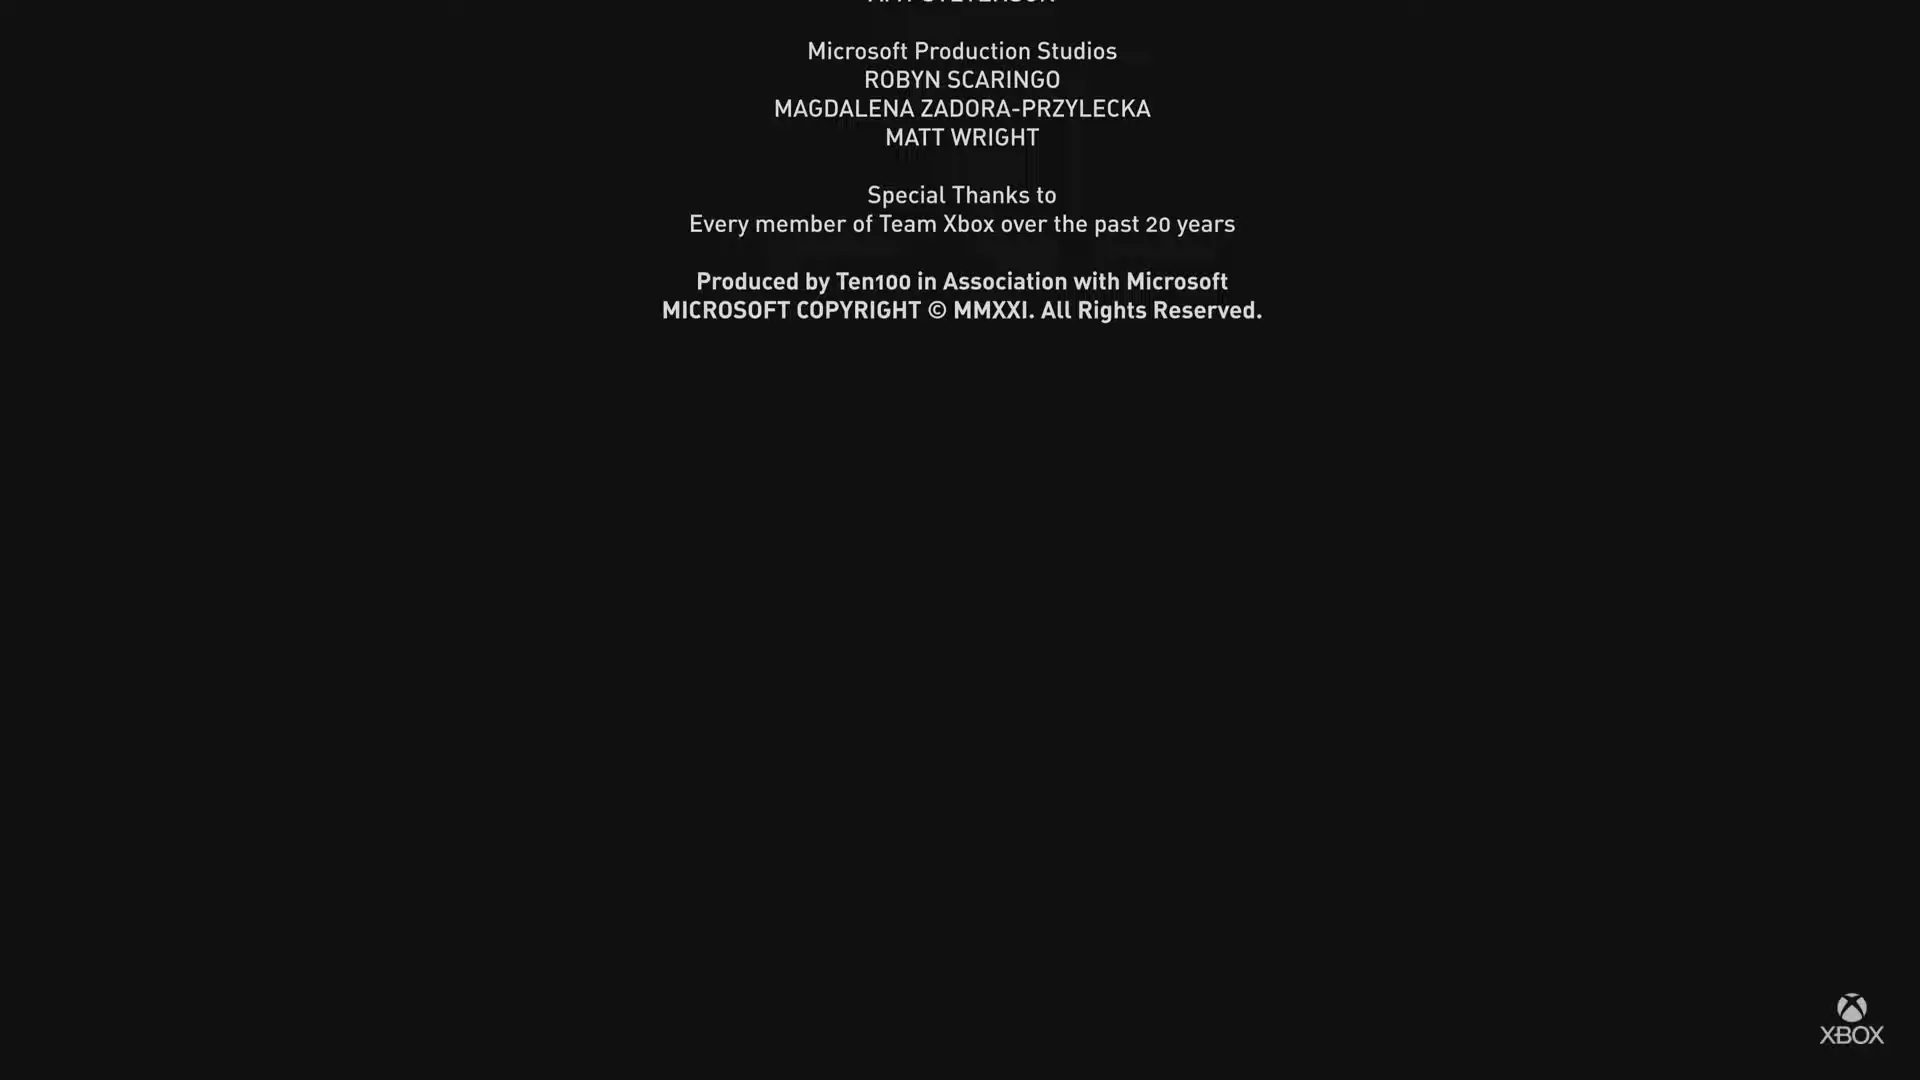 Microsoft Production Studios
ROBYN SCARINGO
MAGDALENA ZADORA-PRZYLECKA
MATT WRIGHT
Special Thanks to
Every member of Team Xbox over the past 20 years
Produced by Ten100 in Association with Microsoft
MICROSOFT COPYRIGHT © MMXXI. All Rights Reserved.
XBOX